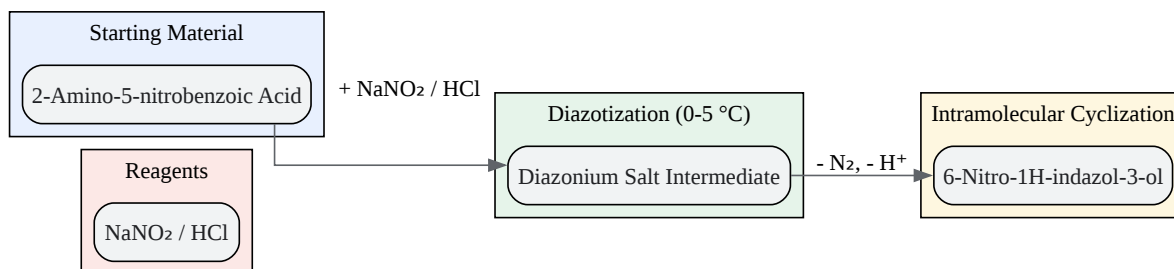 Starting Material
2-Amino-5-nitrobenzoic Acid
+ NaNO₂ / HCl
Reagents
NaNO₂ / HCl
Diazotization (0-5 °C)
Diazonium Salt Intermediate
- N₂, - H⁺
Intramolecular Cyclization
6-Nitro-1H-indazol-3-ol